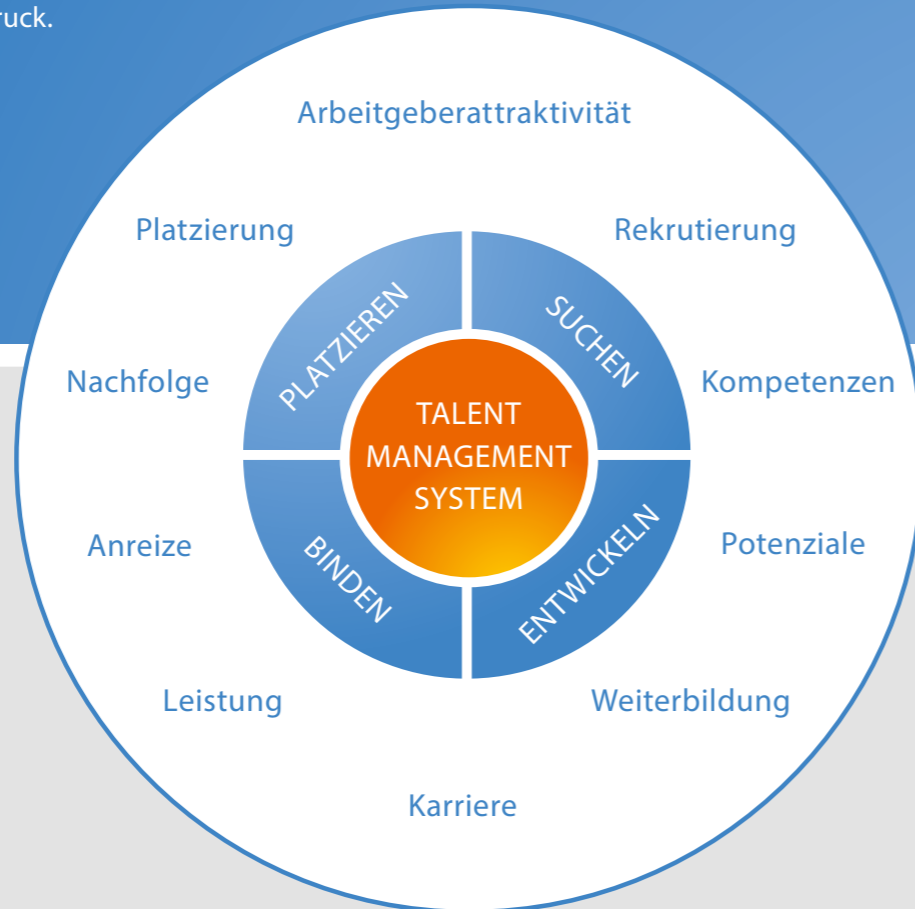 ruck.
Arbeitgeberattraktivität
Platzierung
Rekrutierung
PLATZIEREN
SUCHEN
Nachfolge
Kompetenzen
TALENT
MANAGEMENT
SYSTEM
Anreize
Potenziale
BINDEN
ENTWICKELN
Leistung
Weiterbildung
Karriere